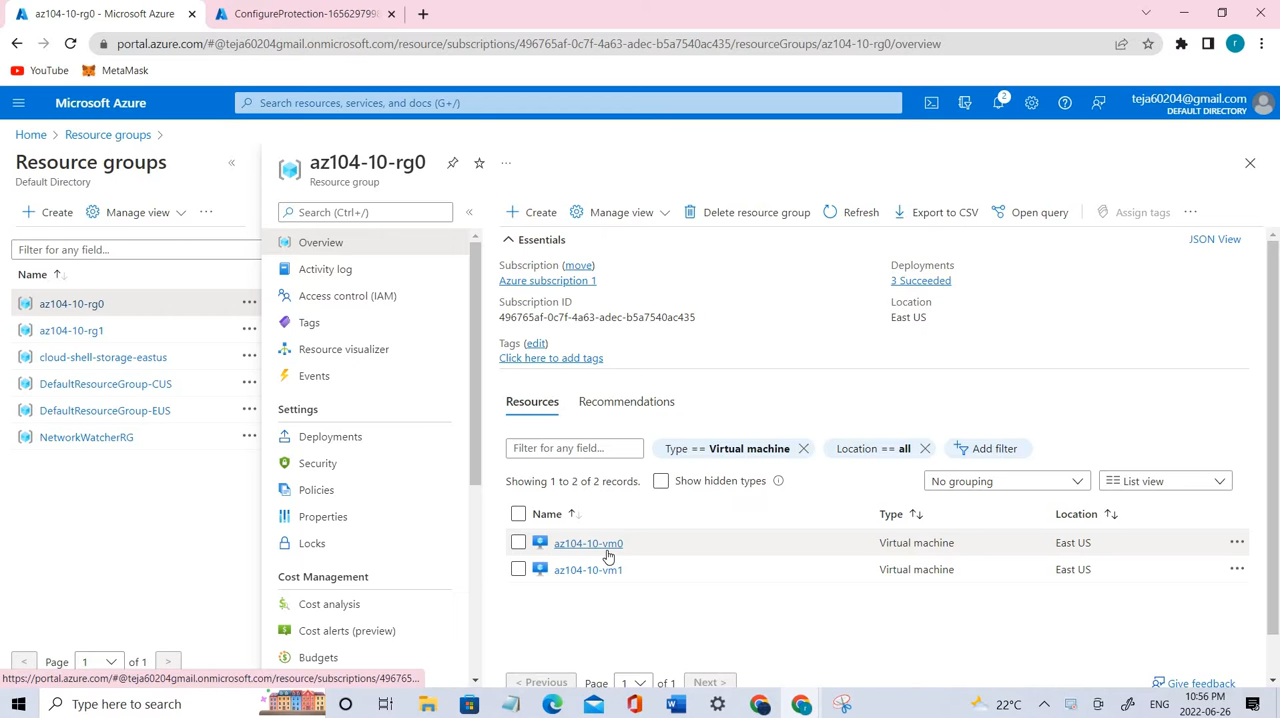 az104-10-rg0 - Microsoft Azure
ConfigureProtection-165629799
portal.azure.com/#@teja60204gmail.onmicrosoft.com/resource/subscriptions/496765af-0c7f-4a63-adec-b5a7540ac435/resourceGroups/az104-10-rg0/overview
YouTube MetaMask
Microsoft Azure
Search resources, services, and docs (G+/)
2
teja60204@gmail.com
DEFAULT DIRECTORY
Home > Resource groups >
Resource groups
Default Directory
Create Manage view
Filter for any field...
Name
az104-10-rg0
az104-10-rg1
cloud-shell-storage-eastus
DefaultResourceGroup-CUS
DefaultResourceGroup-EUS
NetworkWatcherRG
< Page 1 of 1 >
az104-10-rg0
Resource group
Search (Ctrl+/)
Overview
Activity log
Access control (IAM)
Tags
Resource visualizer
Events
Settings
Deployments
Security
Policies
Properties
Locks
Cost Management
Cost analysis
Cost alerts (preview)
Budgets
Create Manage view Delete resource group Refresh Export to CSV Open query Assign tags
Essentials
JSON View
Subscription (move)
Azure subscription 1
Subscription ID
496765af-0c7f-4a63-adec-b5a7540ac435
Tags (edit)
Click here to add tags
Deployments
3 Succeeded
Location
East US
Resources Recommendations
Filter for any field... Type == Virtual machine Location == all Add filter
Showing 1 to 2 of 2 records. Show hidden types No grouping List view
Name Type Location
az104-10-vm0 Virtual machine East US
az104-10-vm1 Virtual machine East US
< Previous Page 1 of 1 Next >
Give feedback
https://portal.azure.com/#@teja60204gmail.onmicrosoft.com/resource/subscriptions/496765...
Type here to search
22°C
ENG
10:56 PM
2022-06-26